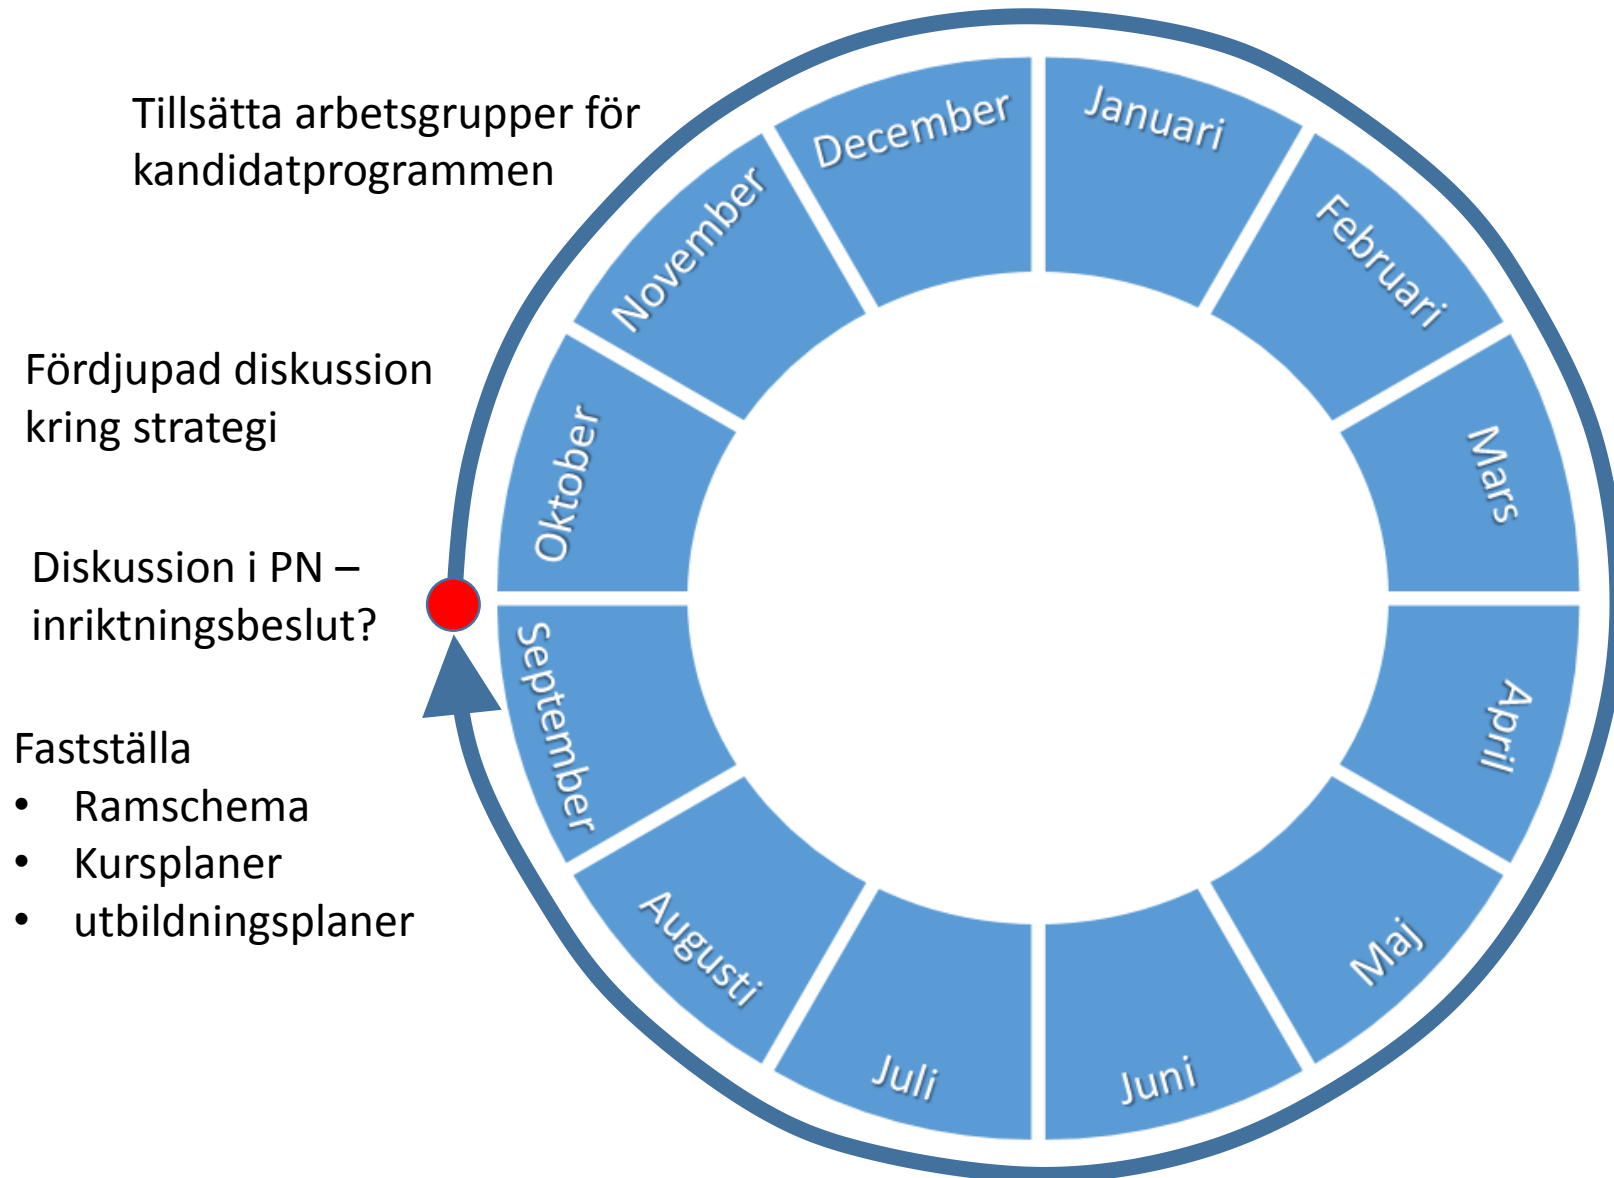 Tillsätta arbetsgrupper för
kandidatprogrammen
Fördjupad diskussion
kring strategi
Diskussion i PN –
inriktningsbeslut?
Fastställa
• Ramschema
• Kursplaner
• utbildningsplaner
Januari
Februari
Mars
April
Maj
Juni
Juli
Augusti
September
Oktober
November
December